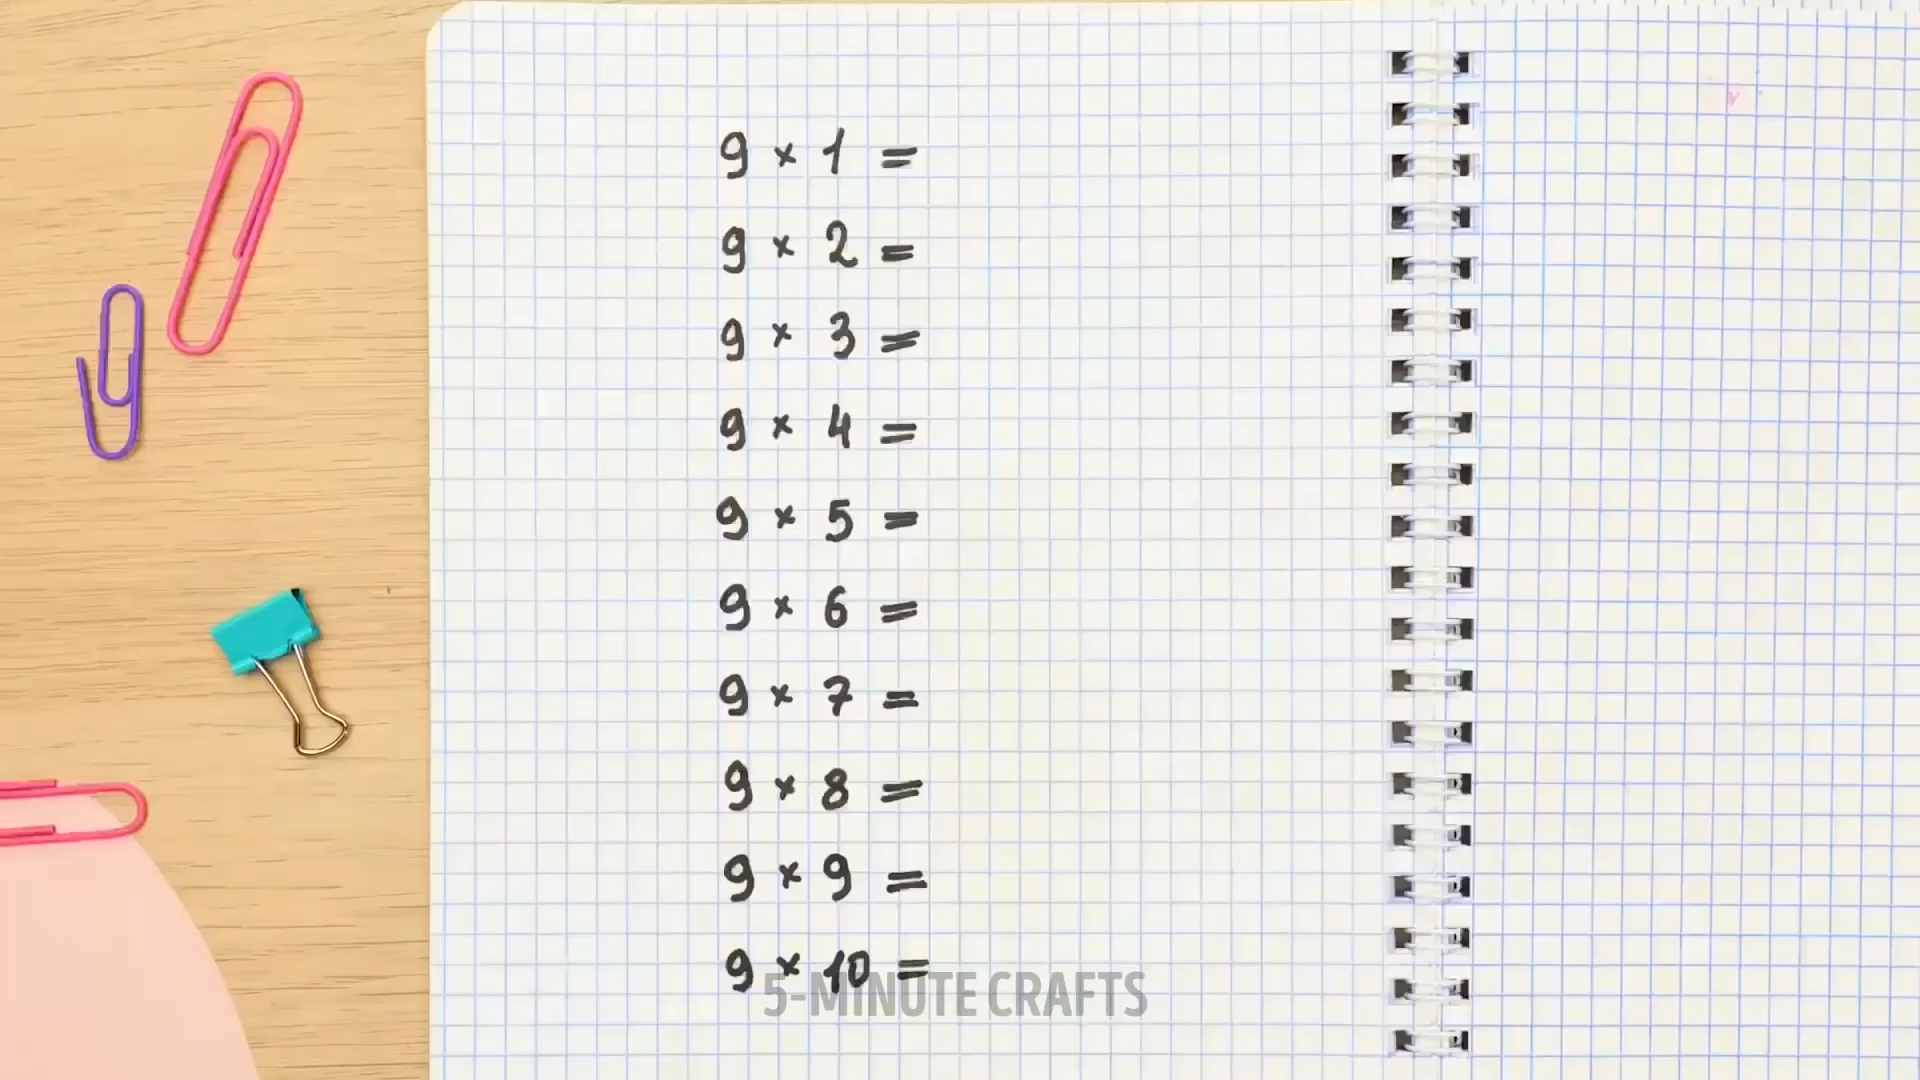 9 × 1 =
9 × 2 =
9 × 3 =
9 × 4 =
9 × 5 =
9 × 6 =
9 × 7 =
9 × 8 =
9 × 9 =
9 × 10 =
5-MINUTE CRAFTS